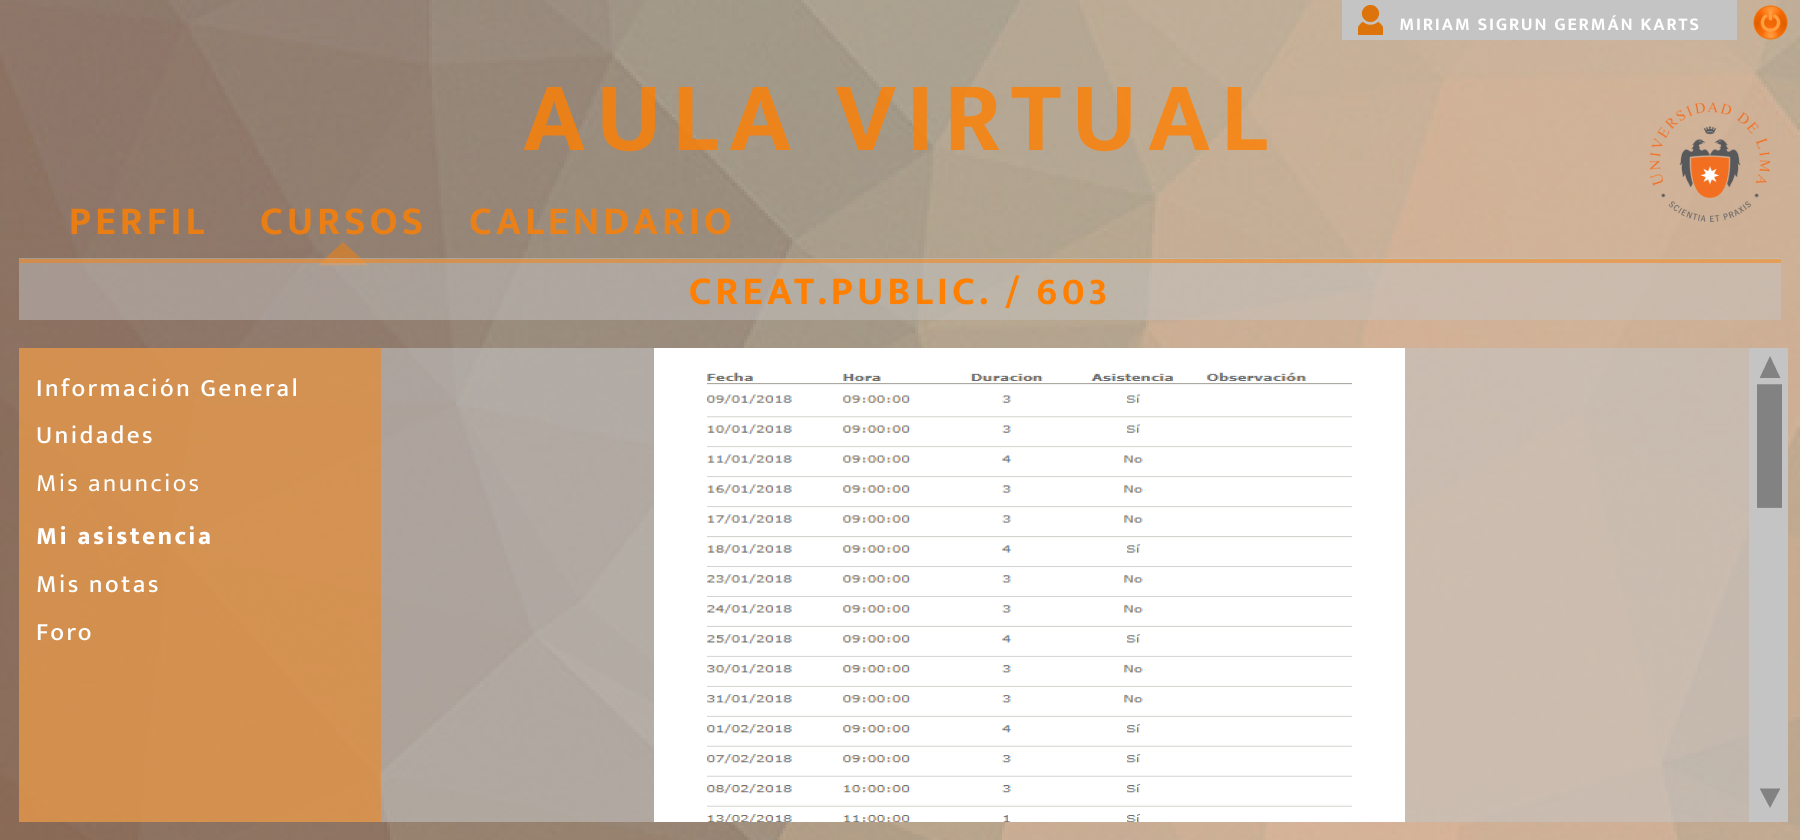 MIRIAM SIGRUN GERMÁN KARTS
AULA VIRTUAL
UNIVERSIDAD DE LIMA
SCIENTIA ET PRAXIS
PERFIL CURSOS CALENDARIO
CREAT.PUBLIC. / 603
Información General
Unidades
Mis anuncios
Mi asistencia
Mis notas
Foro
Fecha Hora Duracion Asistencia Observación
09/01/2018 09:00:00 3 Sí
10/01/2018 09:00:00 3 Sí
11/01/2018 09:00:00 4 No
16/01/2018 09:00:00 3 No
17/01/2018 09:00:00 3 No
18/01/2018 09:00:00 4 Sí
23/01/2018 09:00:00 3 No
24/01/2018 09:00:00 3 No
25/01/2018 09:00:00 4 Sí
30/01/2018 09:00:00 3 No
31/01/2018 09:00:00 3 No
01/02/2018 09:00:00 4 Sí
07/02/2018 09:00:00 3 Sí
08/02/2018 10:00:00 3 Sí
13/02/2018 11:00:00 1 Sí